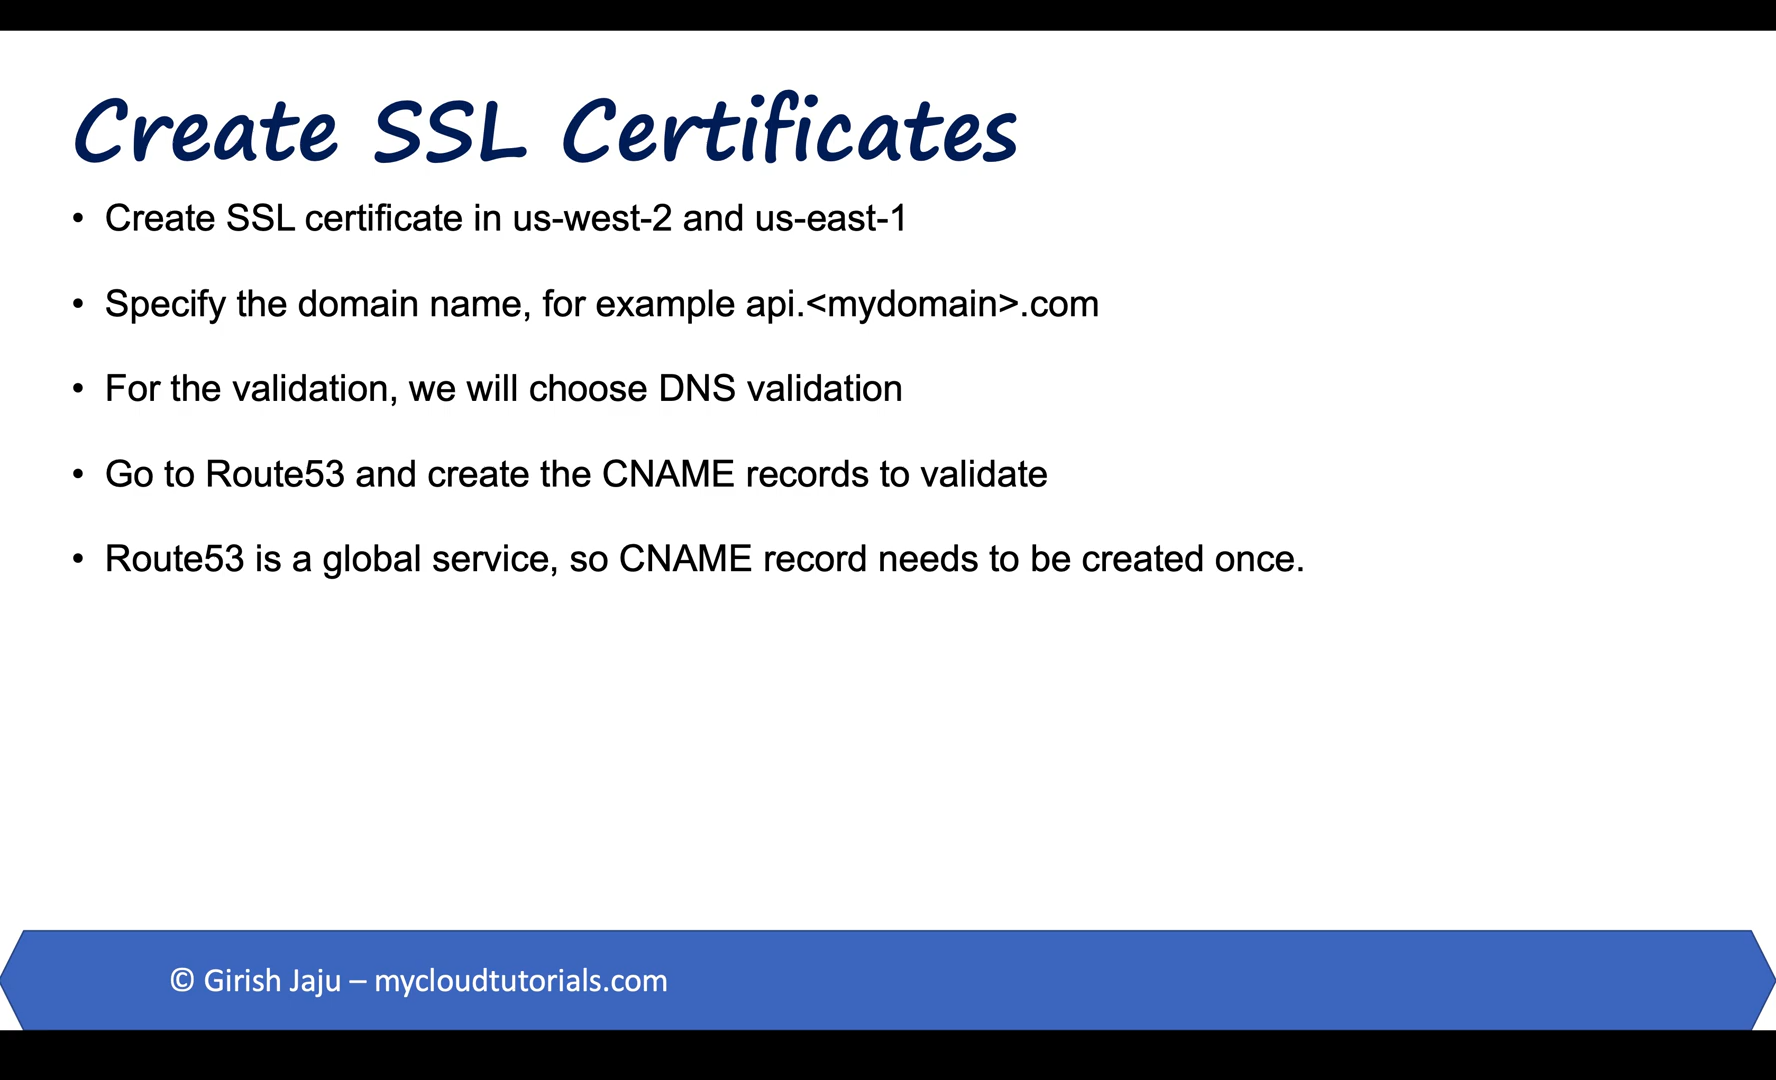 Create SSL Certificates
• Create SSL certificate in us-west-2 and us-east-1
• Specify the domain name, for example api.<mydomain>.com
• For the validation, we will choose DNS validation
• Go to Route53 and create the CNAME records to validate
• Route53 is a global service, so CNAME record needs to be created once.
© Girish Jaju – mycloudtutorials.com